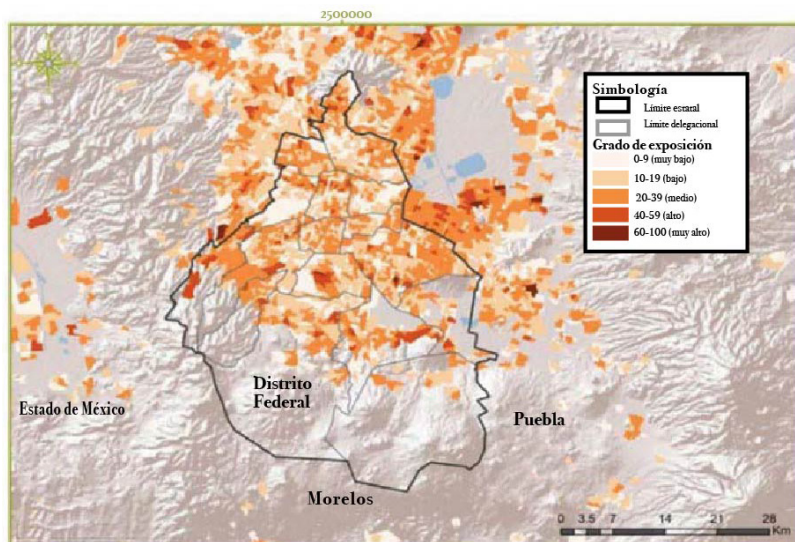 2500000
Simbología
Límite estatal
Límite delegacional
Grado de exposición
0-9 (muy bajo)
10-19 (bajo)
20-39 (medio)
40-59 (alto)
60-100 (muy alto)
Distrito
Federal
Estado de México
Puebla
Morelos
0 3.5 7 14 21 28
Km